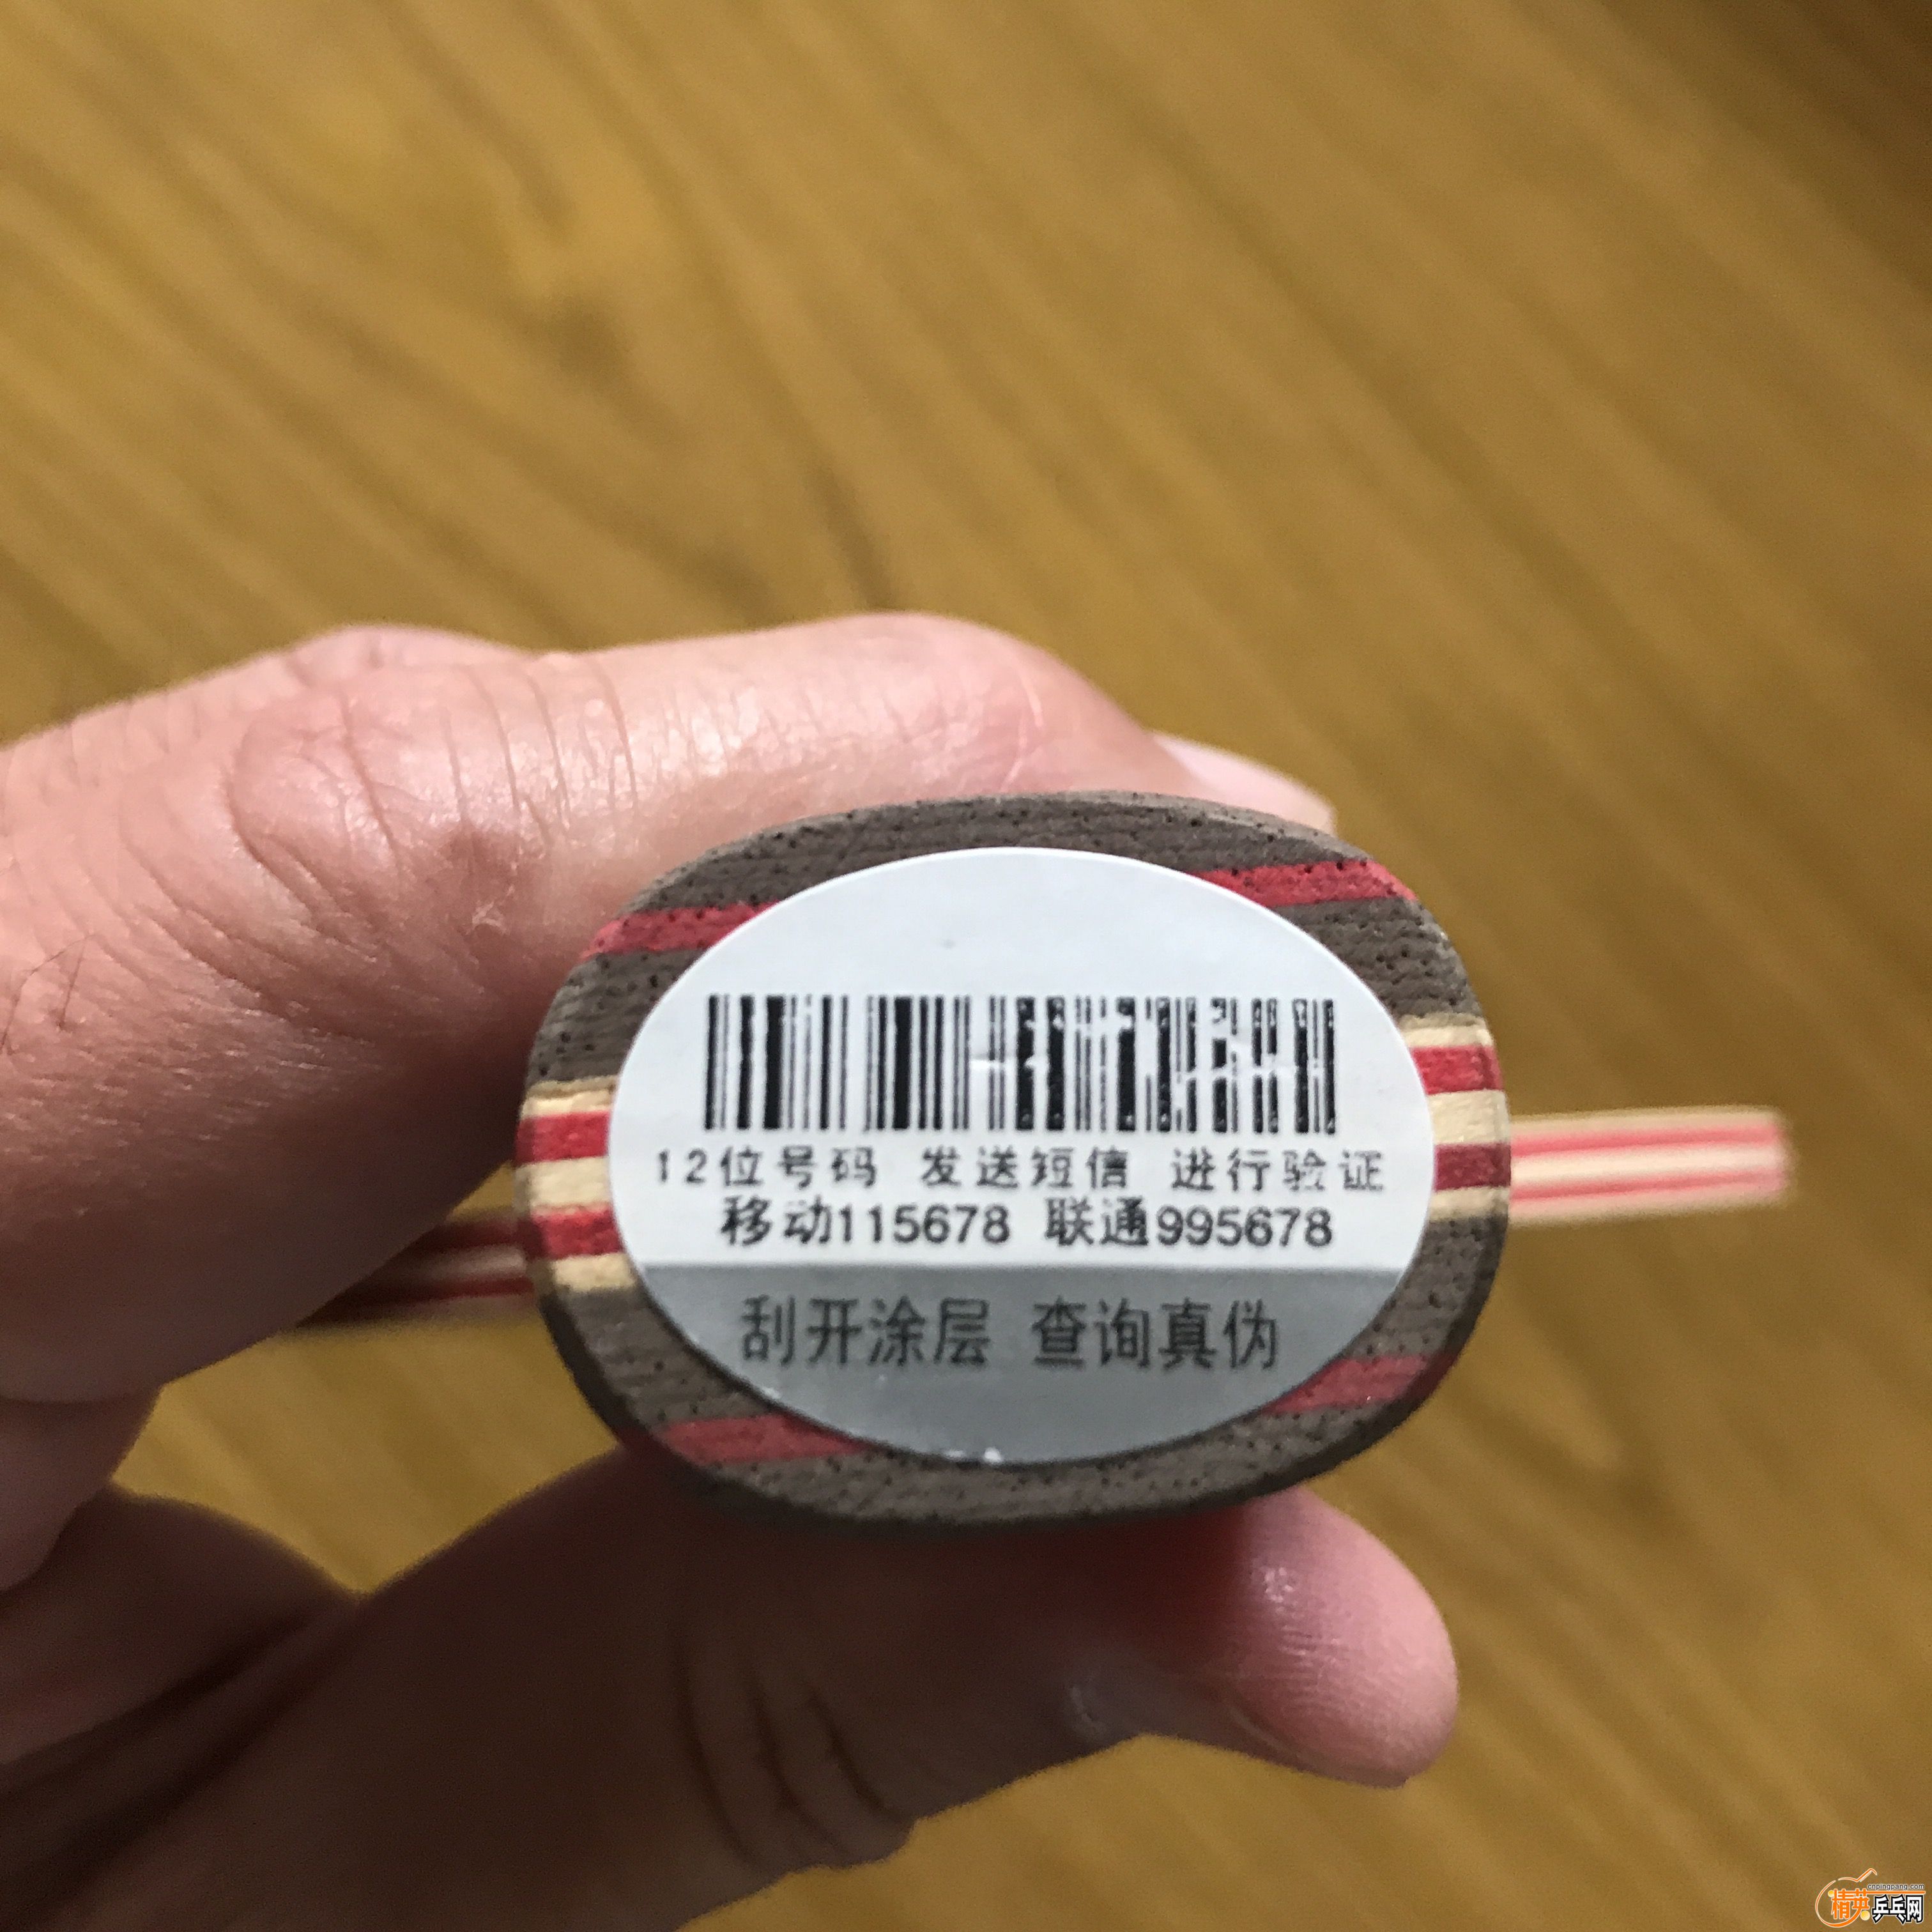 12位号码 发送短信 进行验证
移动115678 联通995678
刮开涂层 查询真伪
cnpingpang.com
精英乒乓网